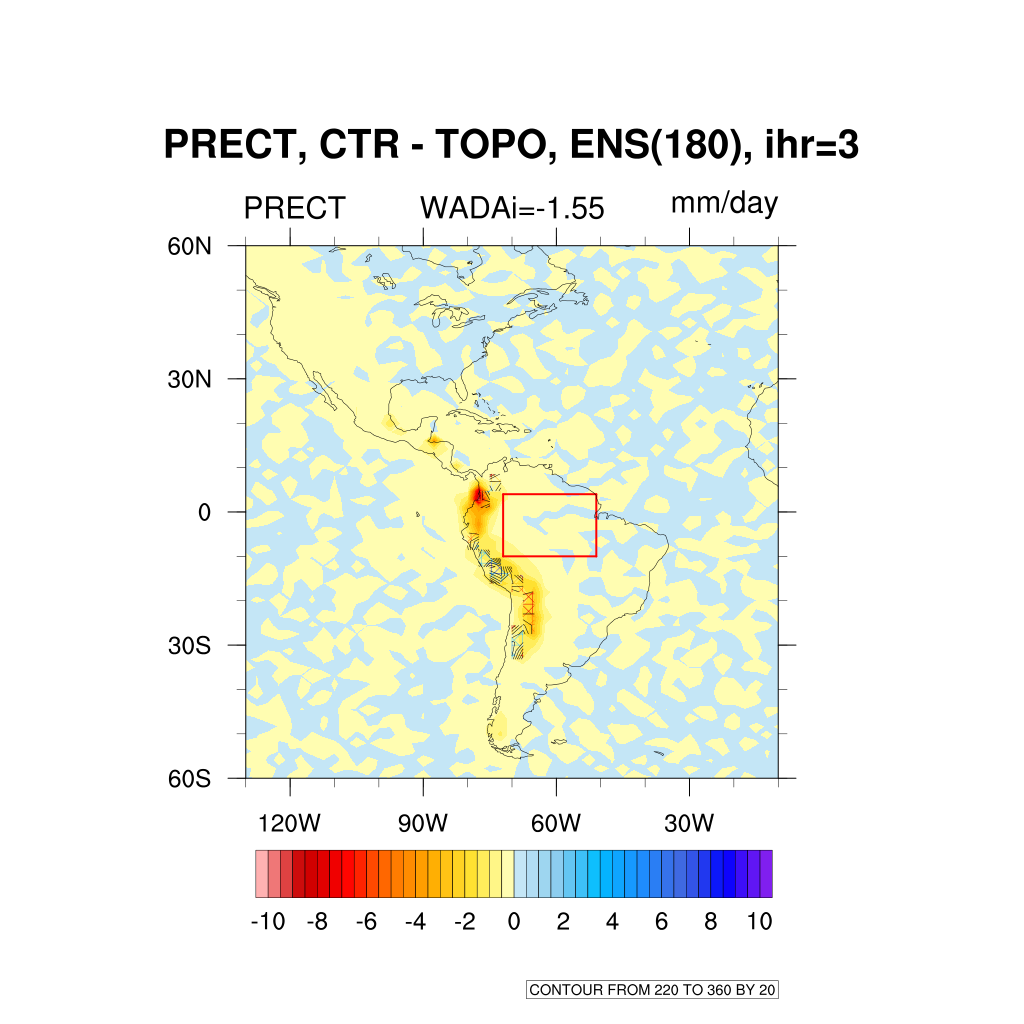 PRECT, CTR - TOPO, ENS(180), ihr=3
PRECT WADAi=-1.55 mm/day
60N
30N
0
30S
60S
120W 90W 60W 30W
-10 -8 -6 -4 -2 0 2 4 6 8 10
CONTOUR FROM 220 TO 360 BY 20